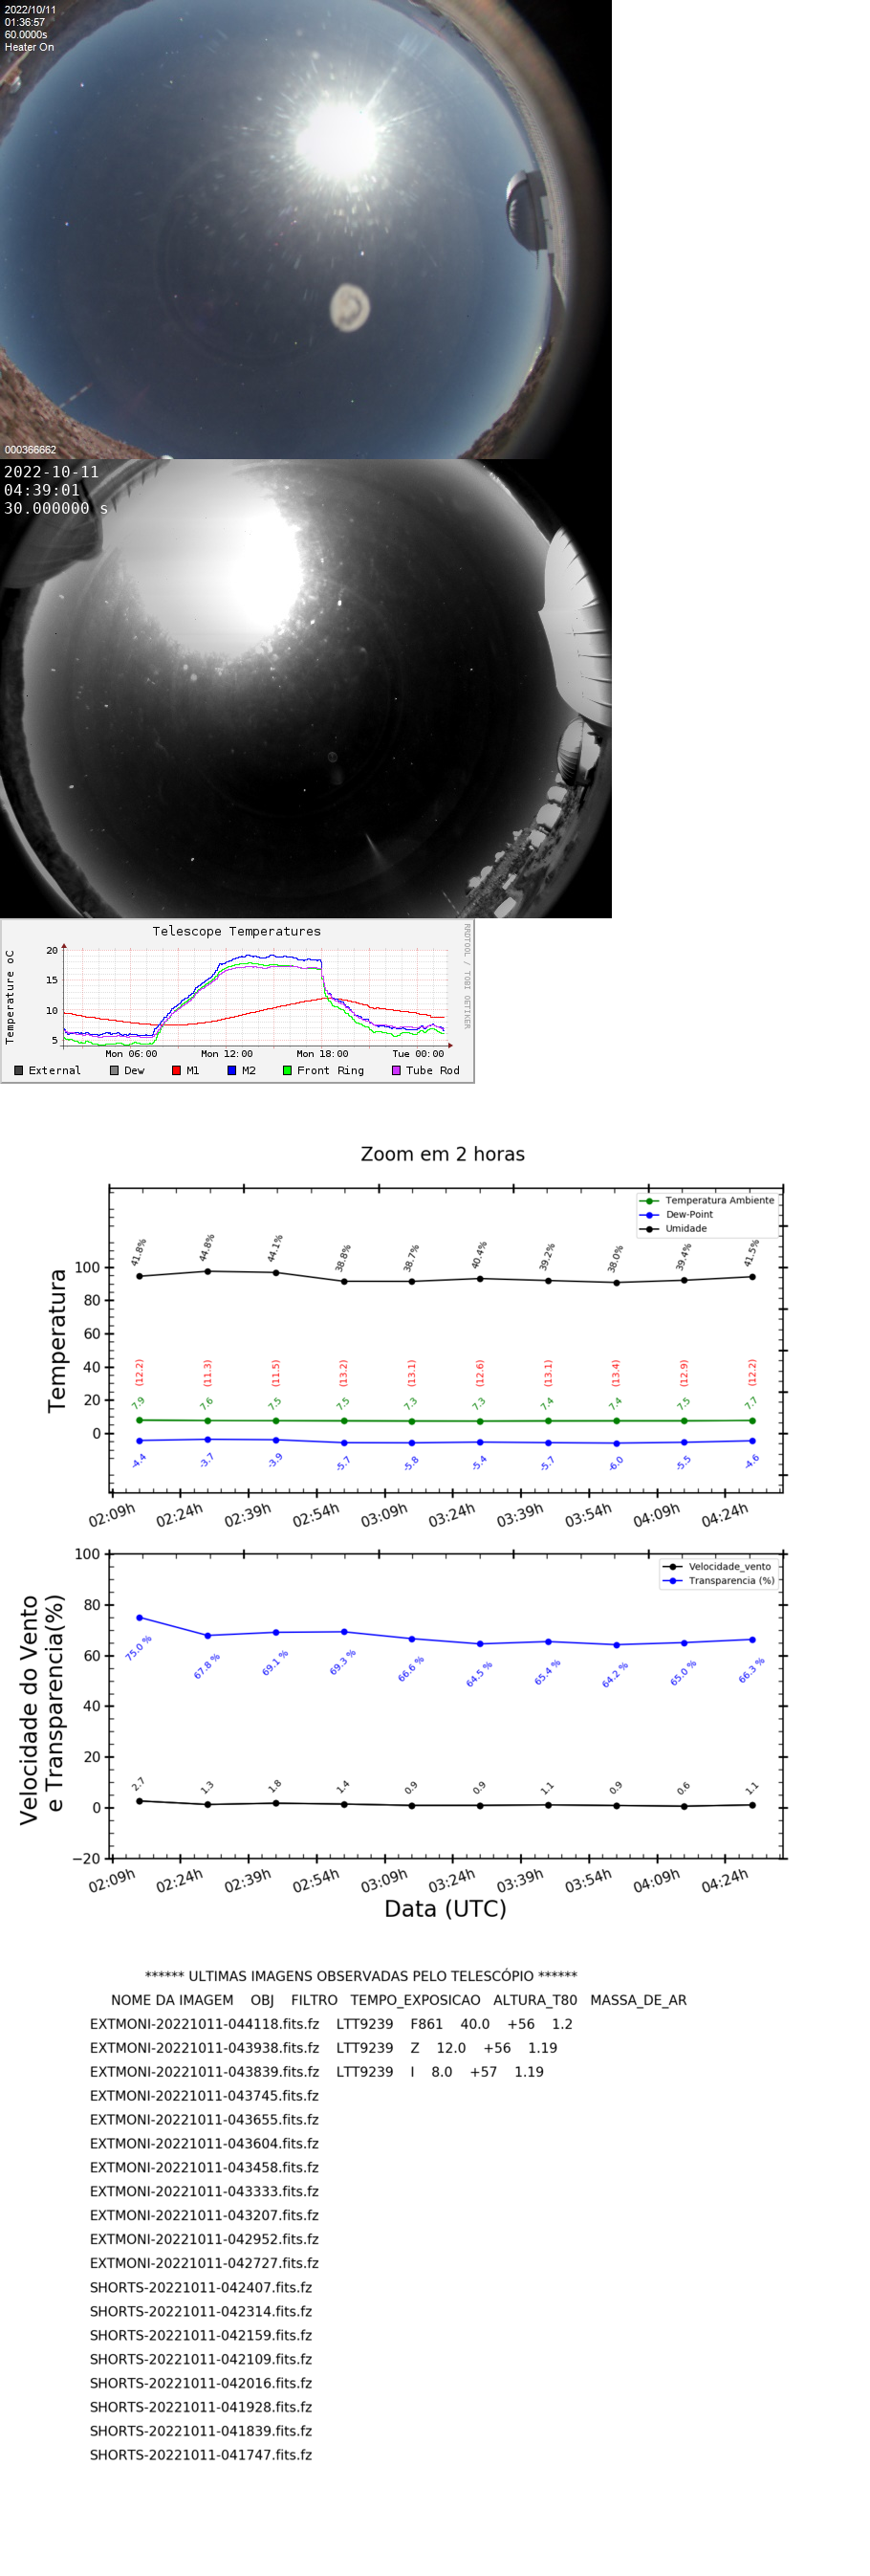 2022/10/11
01:36:57
60.0000s
Heater On
000366662
2022-10-11
04:39:01
30.000000 s
Telescope Temperatures
RRDTOOL / TOBI OETIKER
Temperature oC
20
15
10
5
Mon 06:00 Mon 12:00 Mon 18:00 Tue 00:00
External Dew M1 M2 Front Ring Tube Rod
Zoom em 2 horas
Temperatura Ambiente
Dew-Point
Umidade
Temperatura
100
80
60
40
20
0
41.8% 44.8% 44.1% 38.8% 38.7% 40.4% 39.2% 38.0% 39.4% 41.5%
(12.2) (11.3) (11.5) (13.2) (13.1) (12.6) (13.1) (13.4) (12.9) (12.2)
7.9 7.6 7.5 7.5 7.3 7.3 7.4 7.4 7.5 7.7
-4.4 -3.7 -3.9 -5.7 -5.8 -5.4 -5.7 -6.0 -5.5 -4.6
02:09h 02:24h 02:39h 02:54h 03:09h 03:24h 03:39h 03:54h 04:09h 04:24h
Velocidade_vento
Transparencia (%)
Velocidade do Vento
e Transparencia(%)
100
80
60
40
20
0
−20
75.0 % 67.8 % 69.1 % 69.3 % 66.6 % 64.5 % 65.4 % 64.2 % 65.0 % 66.3 %
2.7 1.3 1.8 1.4 0.9 0.9 1.1 0.9 0.6 1.1
02:09h 02:24h 02:39h 02:54h 03:09h 03:24h 03:39h 03:54h 04:09h 04:24h
Data (UTC)
****** ULTIMAS IMAGENS OBSERVADAS PELO TELESCÓPIO ******
NOME DA IMAGEM OBJ FILTRO TEMPO_EXPOSICAO ALTURA_T80 MASSA_DE_AR
EXTMONI-20221011-044118.fits.fz LTT9239 F861 40.0 +56 1.2
EXTMONI-20221011-043938.fits.fz LTT9239 Z 12.0 +56 1.19
EXTMONI-20221011-043839.fits.fz LTT9239 I 8.0 +57 1.19
EXTMONI-20221011-043745.fits.fz
EXTMONI-20221011-043655.fits.fz
EXTMONI-20221011-043604.fits.fz
EXTMONI-20221011-043458.fits.fz
EXTMONI-20221011-043333.fits.fz
EXTMONI-20221011-043207.fits.fz
EXTMONI-20221011-042952.fits.fz
EXTMONI-20221011-042727.fits.fz
SHORTS-20221011-042407.fits.fz
SHORTS-20221011-042314.fits.fz
SHORTS-20221011-042159.fits.fz
SHORTS-20221011-042109.fits.fz
SHORTS-20221011-042016.fits.fz
SHORTS-20221011-041928.fits.fz
SHORTS-20221011-041839.fits.fz
SHORTS-20221011-041747.fits.fz